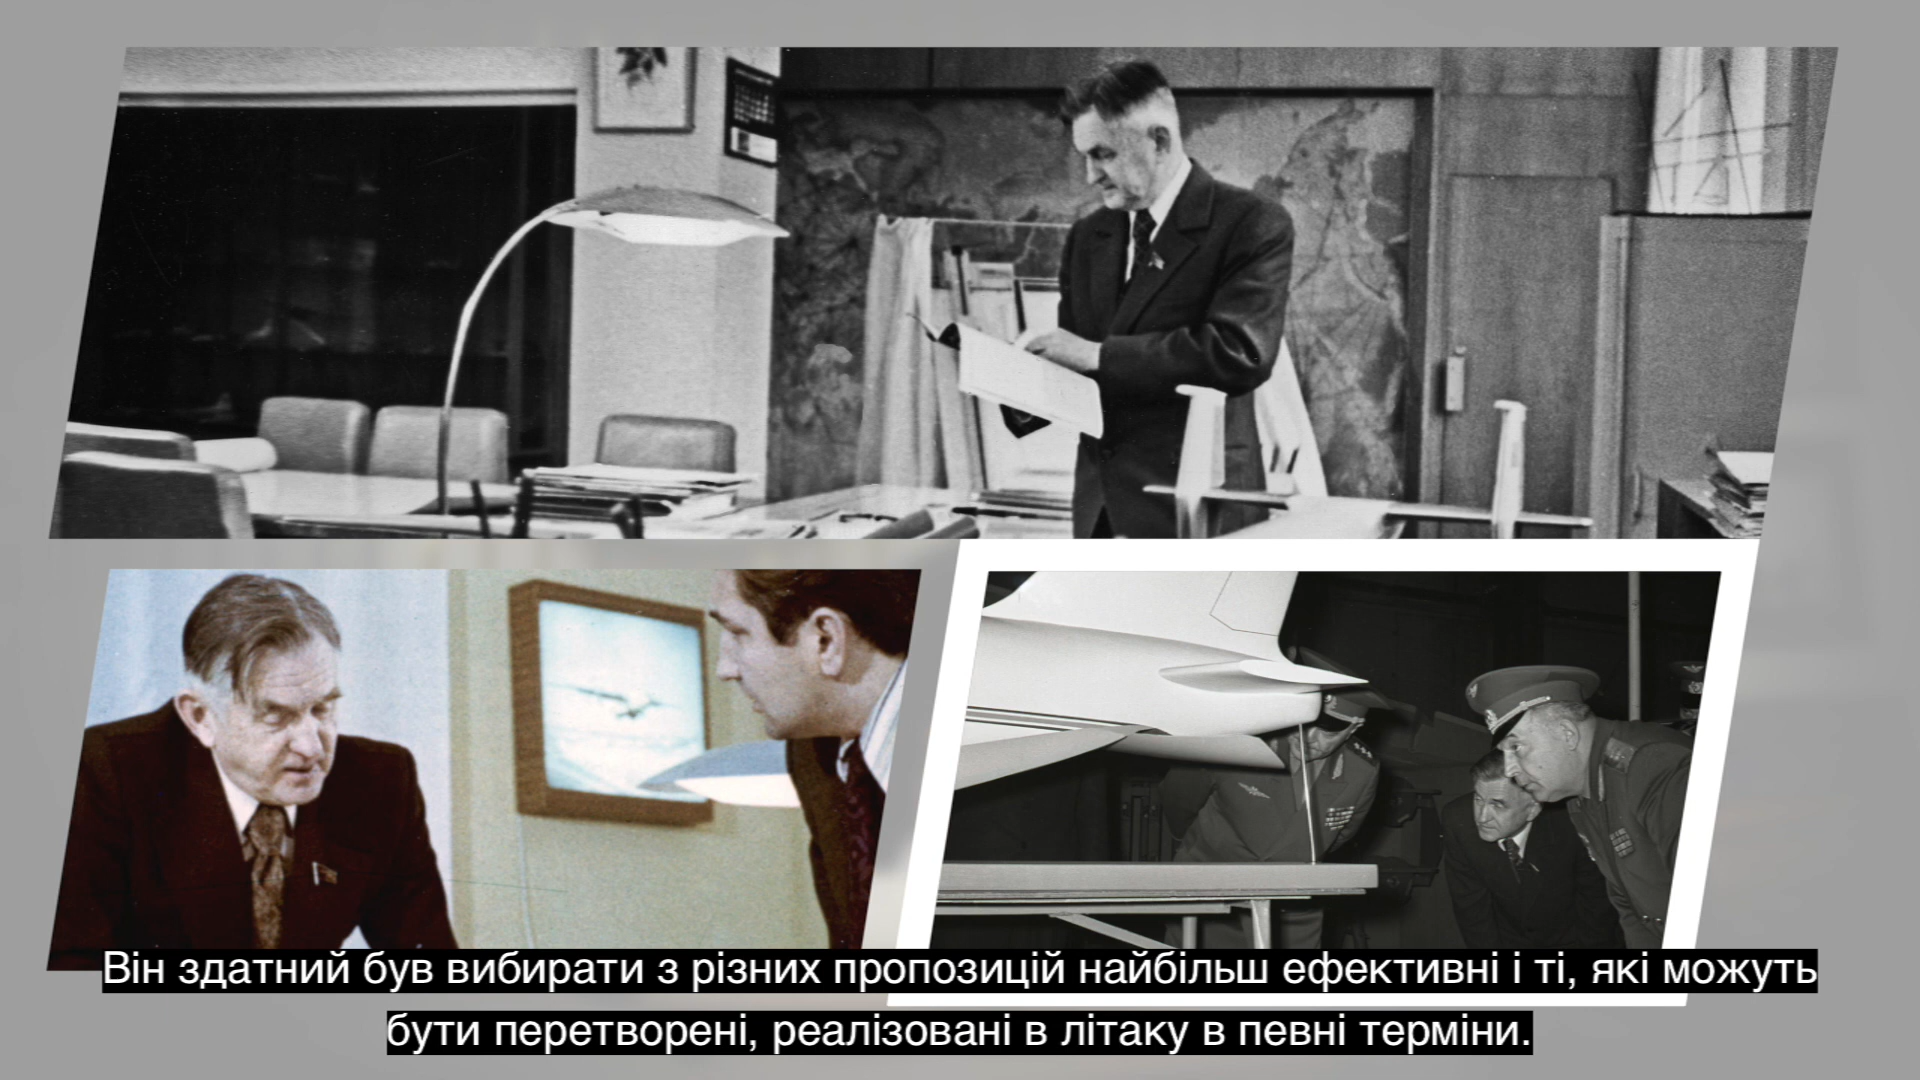 Він здатний був вибирати з різних пропозицій найбільш ефективні і ті, які можуть
бути перетворені, реалізовані в літаку в певні терміни.